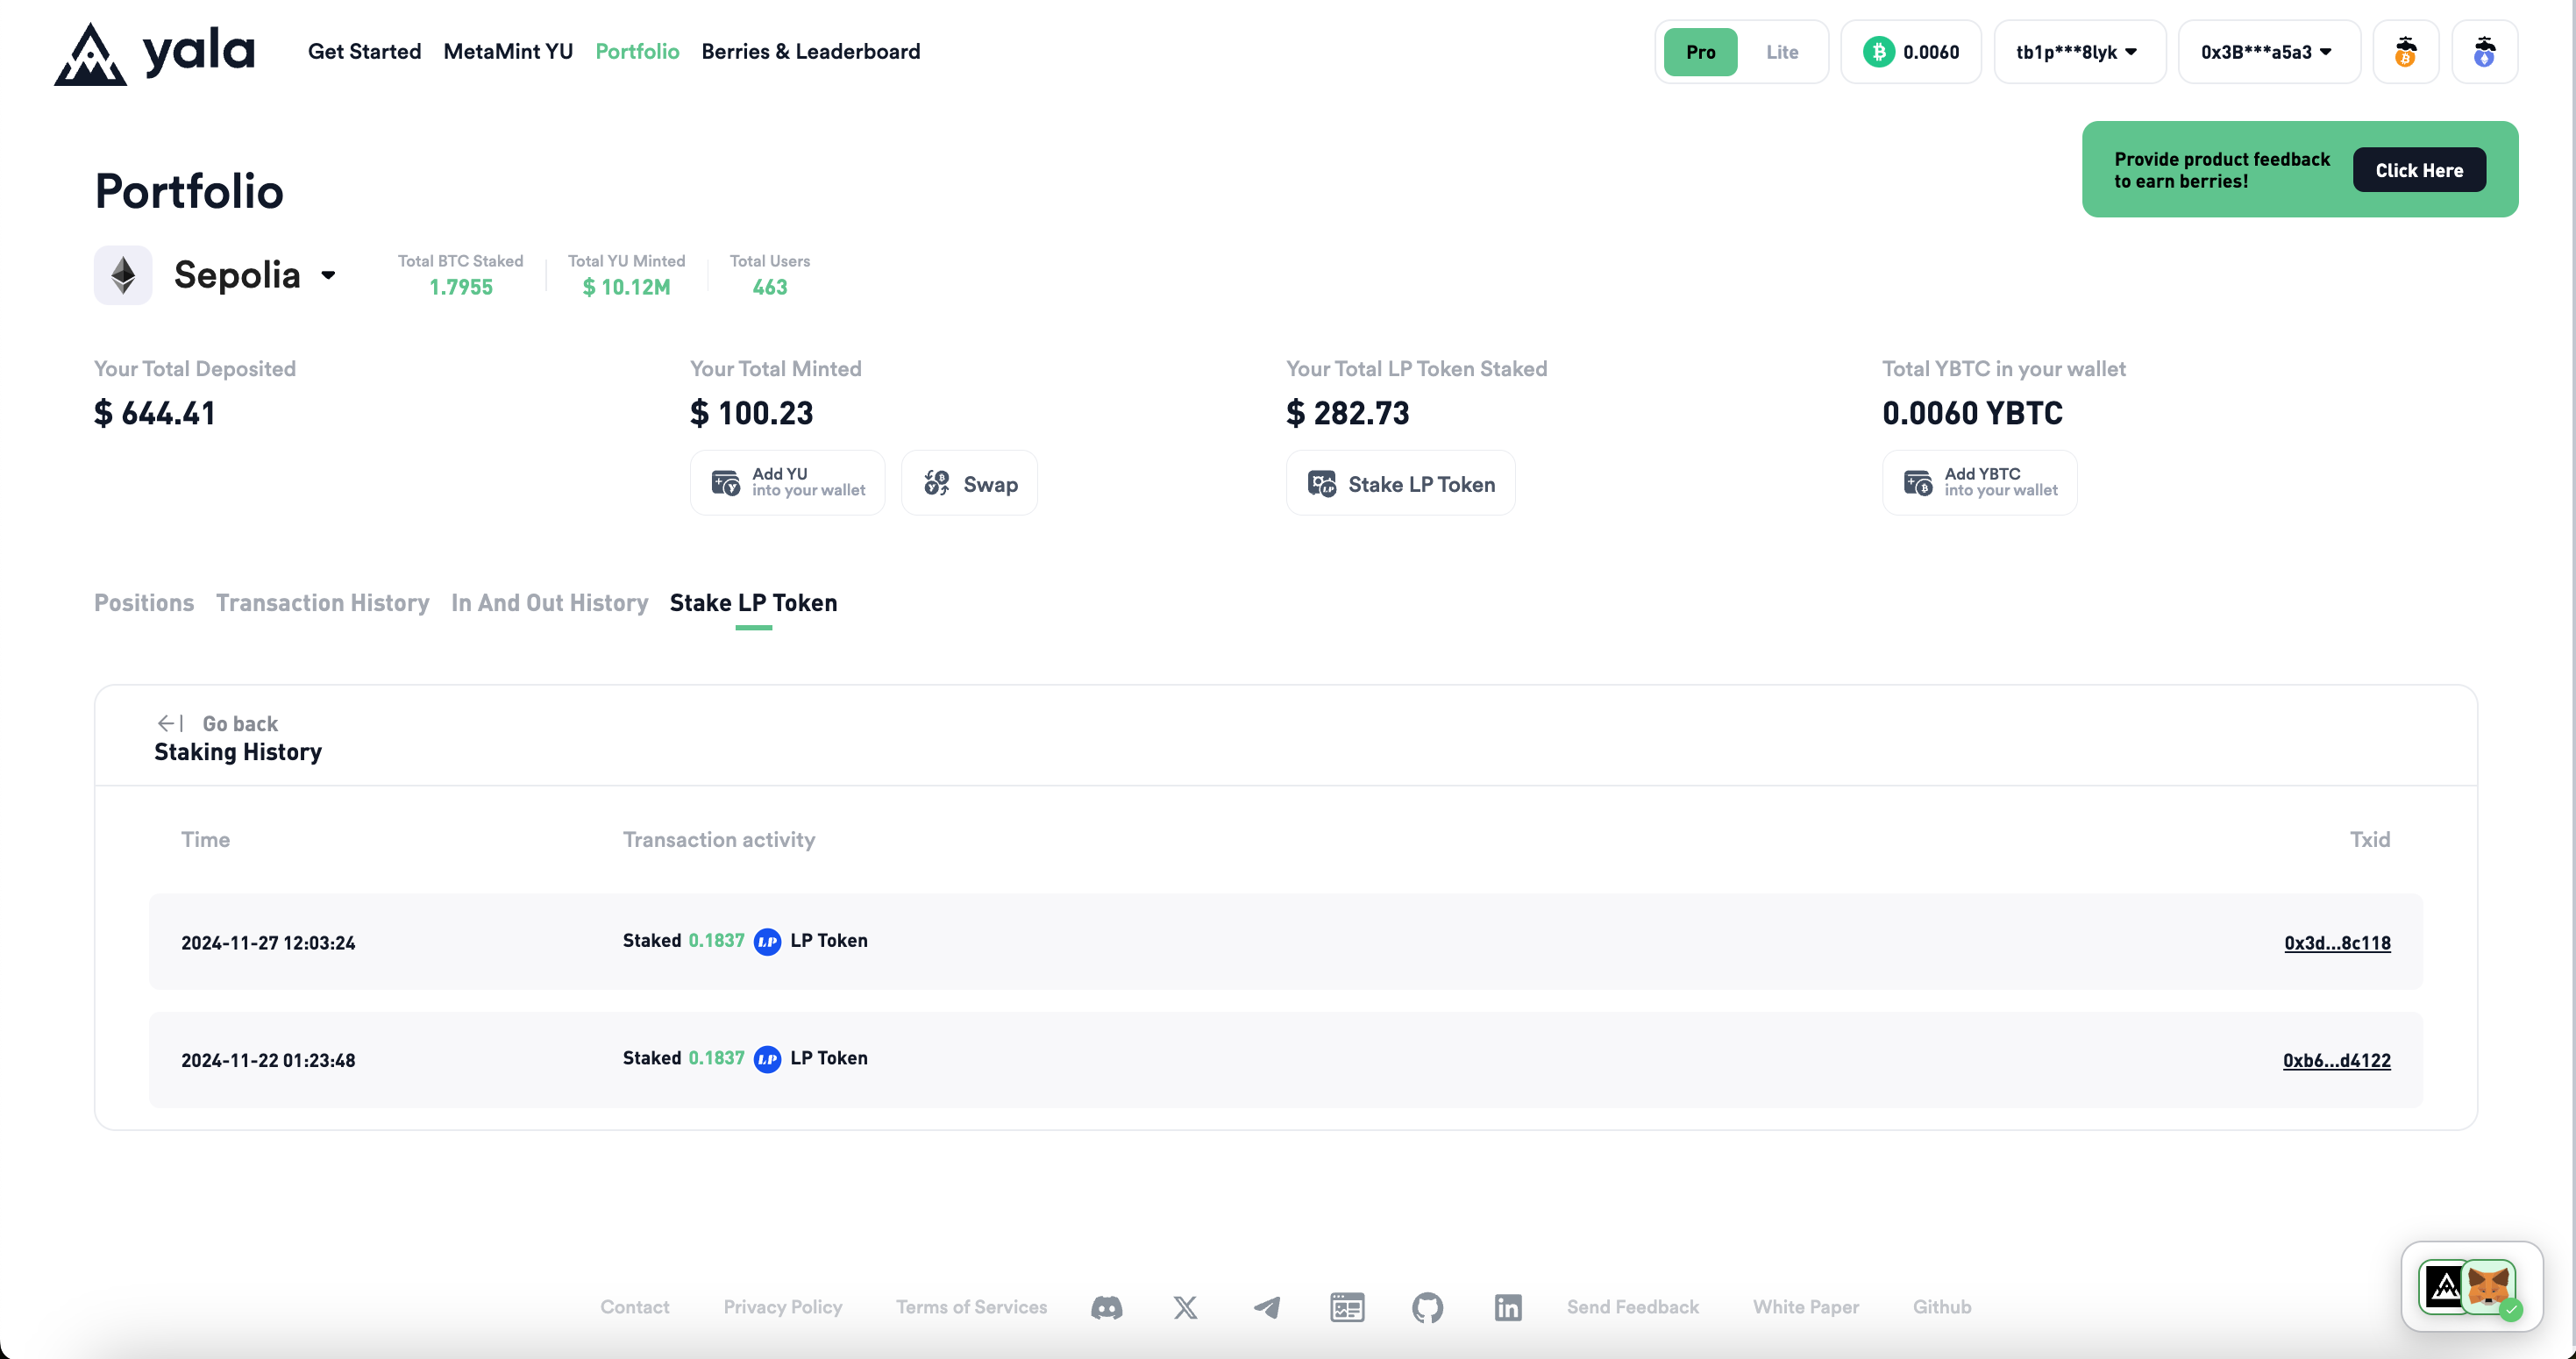 yala
Get Started
MetaMint YU
Portfolio
Berries & Leaderboard
Pro
Lite
0.0060
tb1p***8lyk
0x3B***a5a3
Provide product feedback
to earn berries!
Click Here
Portfolio
Sepolia
Total BTC Staked
1.7955
Total YU Minted
$ 10.12M
Total Users
463
Your Total Deposited
$ 644.41
Your Total Minted
$ 100.23
Add YU
into your wallet
Swap
Your Total LP Token Staked
$ 282.73
Stake LP Token
Total YBTC in your wallet
0.0060 YBTC
Add YBTC
into your wallet
Positions
Transaction History
In And Out History
Stake LP Token
Go back
Staking History
Time
Transaction activity
Txid
2024-11-27 12:03:24
Staked 0.1837 LP LP Token
0x3d...8c118
2024-11-22 01:23:48
Staked 0.1837 LP LP Token
0xb6...d4122
Contact
Privacy Policy
Terms of Services
Send Feedback
White Paper
Github